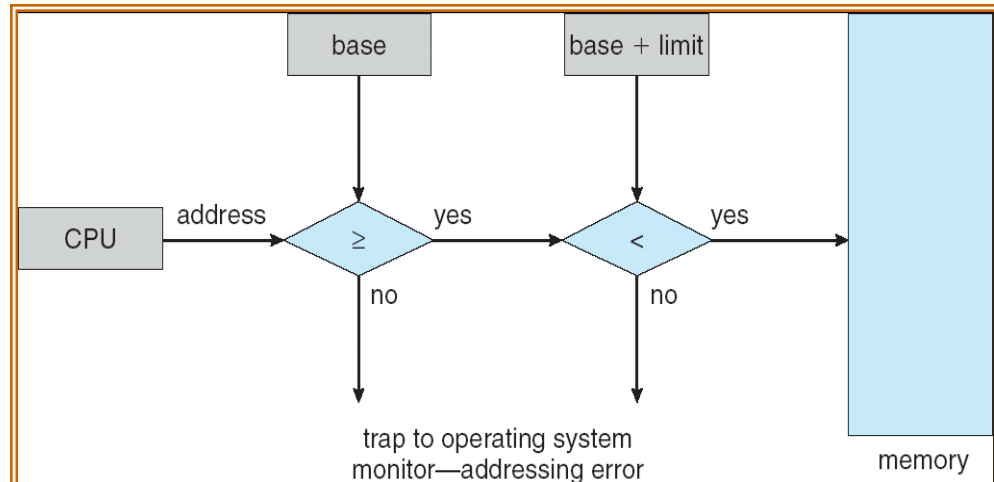 base
base + limit
address
yes
yes
CPU
≥
<
no
no
trap to operating system
monitor—addressing error
memory